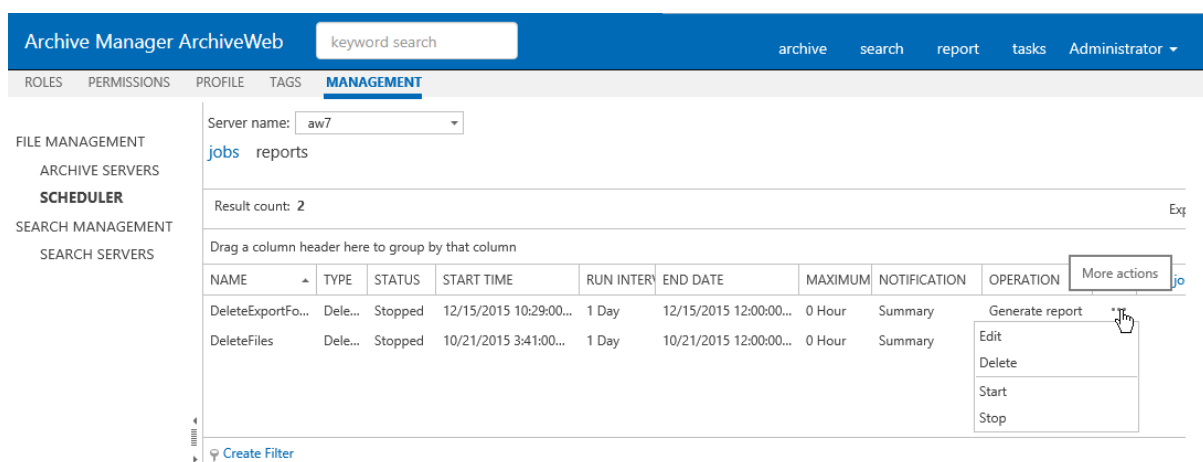 Archive Manager ArchiveWeb keyword search archive search report tasks Administrator
ROLES PERMISSIONS PROFILE TAGS MANAGEMENT
Server name: aw7
FILE MANAGEMENT
jobs reports
ARCHIVE SERVERS
SCHEDULER
Result count: 2
SEARCH MANAGEMENT
SEARCH SERVERS
Drag a column header here to group by that column
More actions
NAME TYPE STATUS START TIME RUN INTERV END DATE MAXIMUM NOTIFICATION OPERATION
DeleteExportFo... Dele... Stopped 12/15/2015 10:29:00... 1 Day 12/15/2015 12:00:00... 0 Hour Summary Generate report ...
DeleteFiles Dele... Stopped 10/21/2015 3:41:00... 1 Day 10/21/2015 12:00:00... 0 Hour Summary
Edit
Delete
Start
Stop
Create Filter